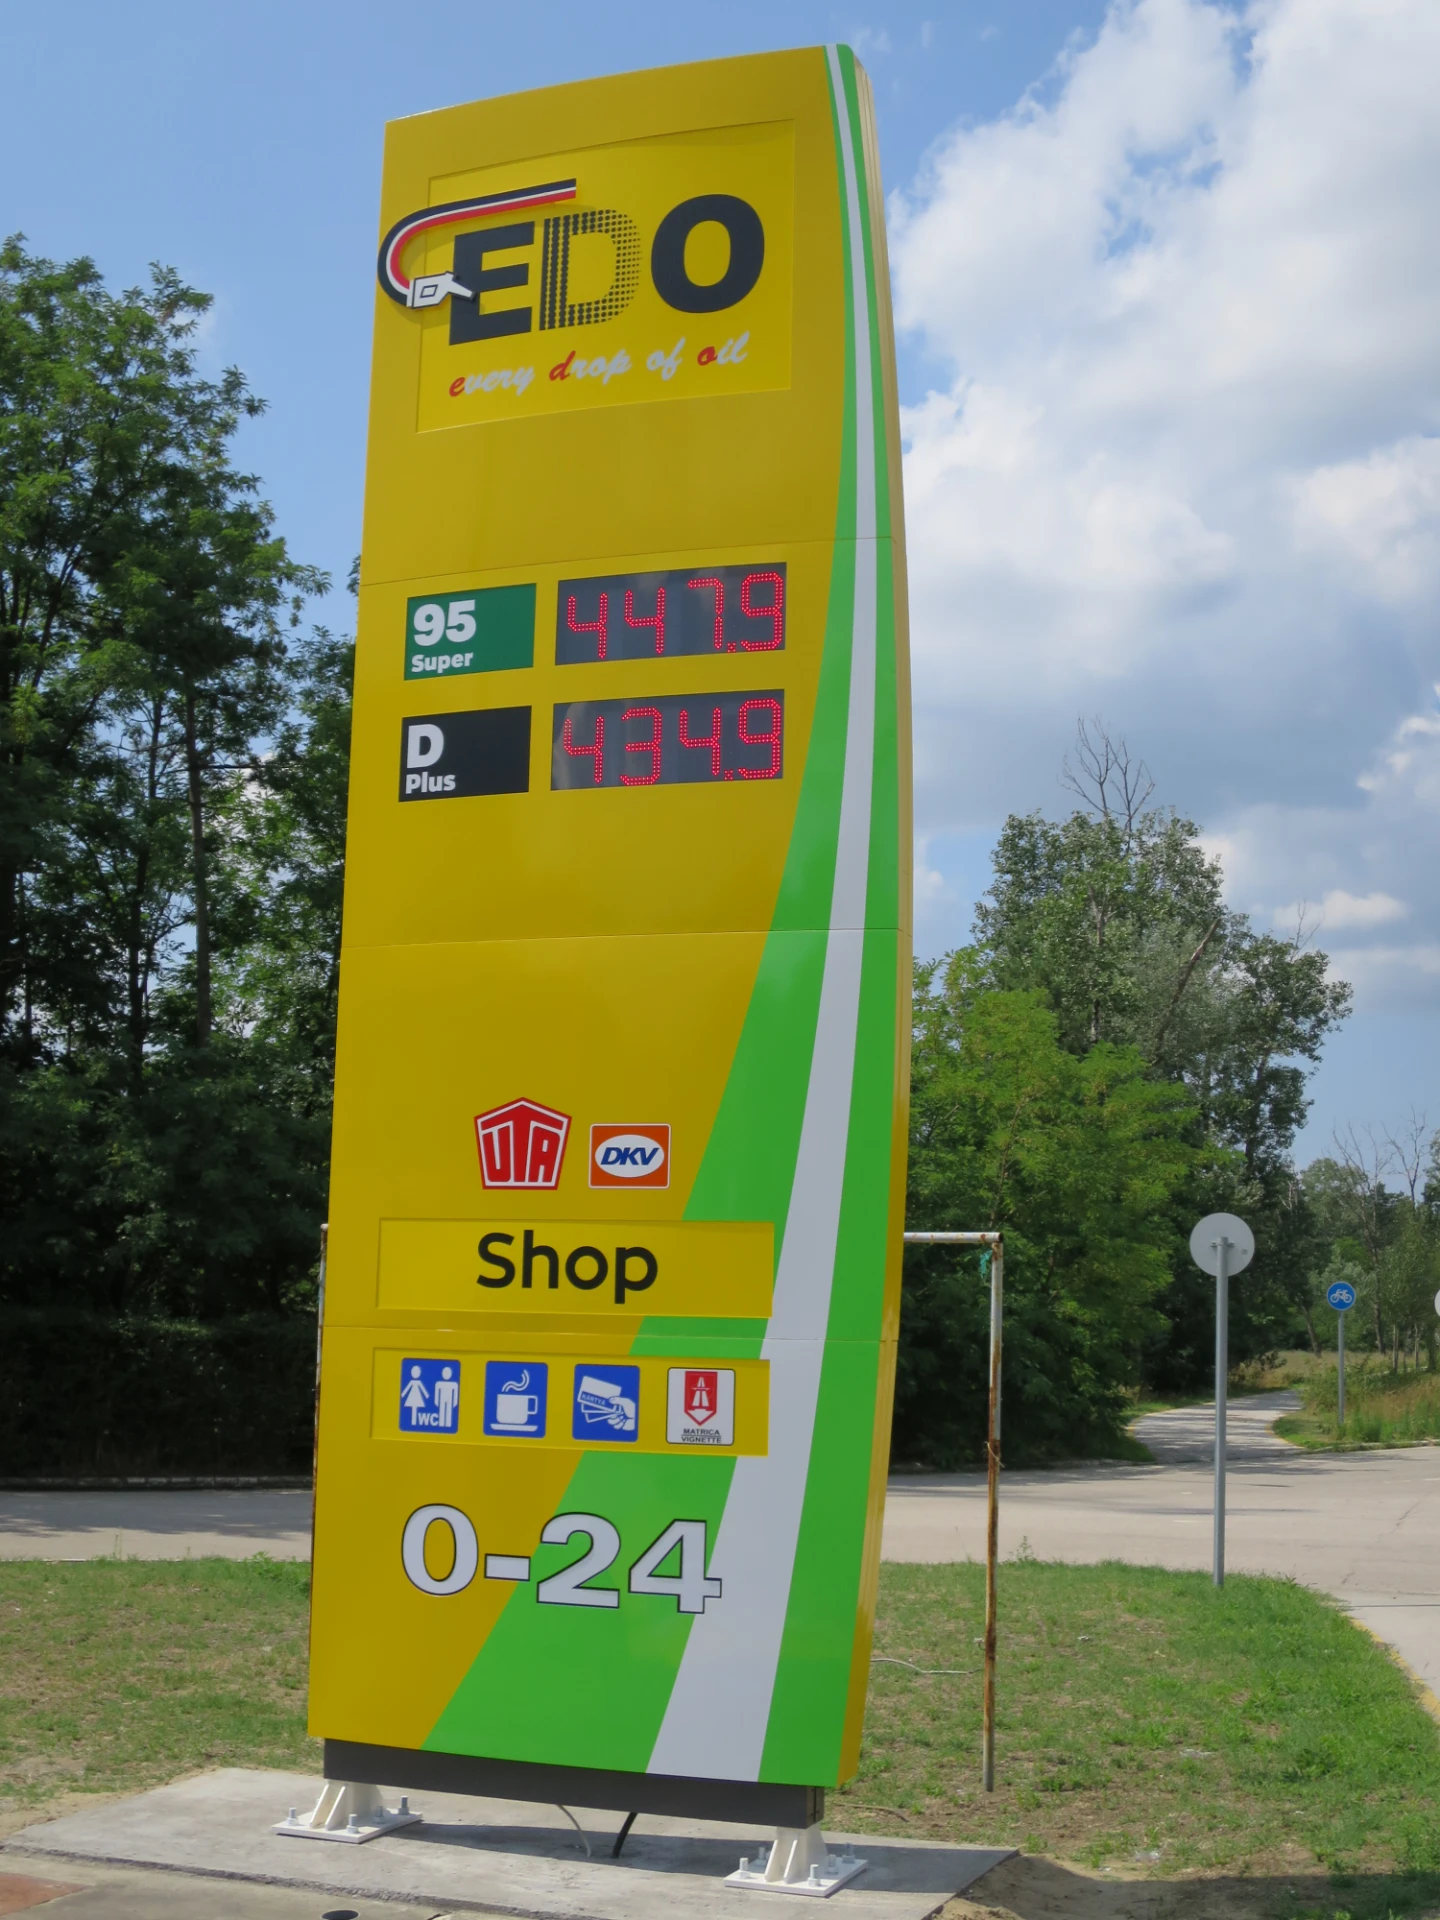 EDO
every drop of oil
95 447.9
Super
D 434.9
Plus
UTA DKV
Shop
WC KÁRTYA MATRICA
VIGNETTE
0-24